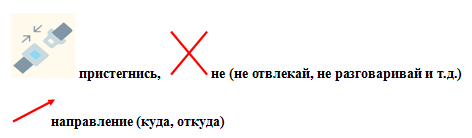 пристегнись, не (не отвлекай, не разговаривай и т.д.)
направление (куда, откуда)